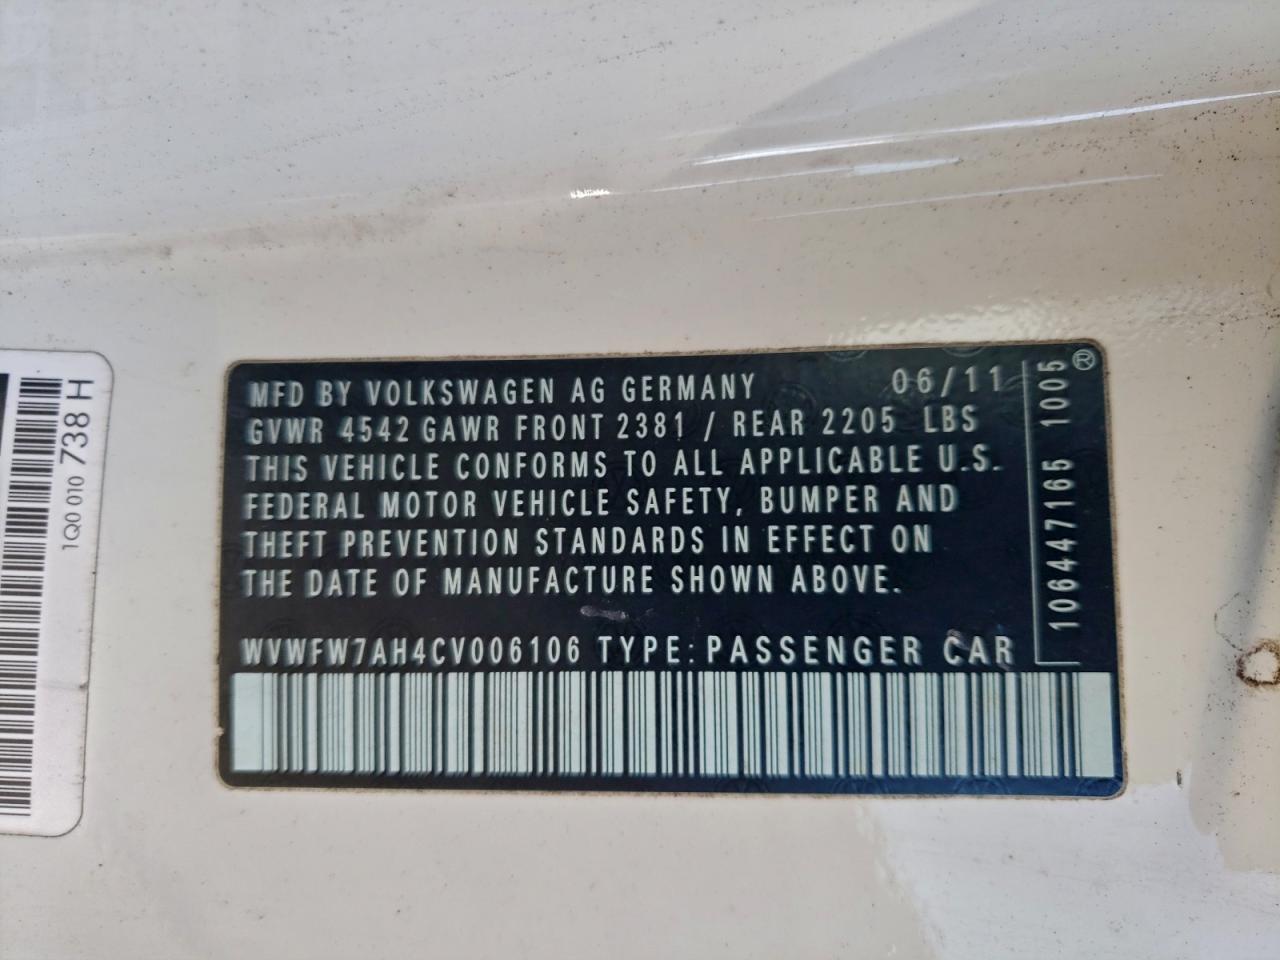 MFD BY VOLKSWAGEN AG GERMANY 06/11
GVWR 4542 GAWR FRONT 2381 / REAR 2205 LBS
THIS VEHICLE CONFORMS TO ALL APPLICABLE U.S.
FEDERAL MOTOR VEHICLE SAFETY, BUMPER AND
THEFT PREVENTION STANDARDS IN EFFECT ON
THE DATE OF MANUFACTURE SHOWN ABOVE.
WVWFW7AH4CV006106 TYPE: PASSENGER CAR
106447165 1005®
1Q0 010 738 H